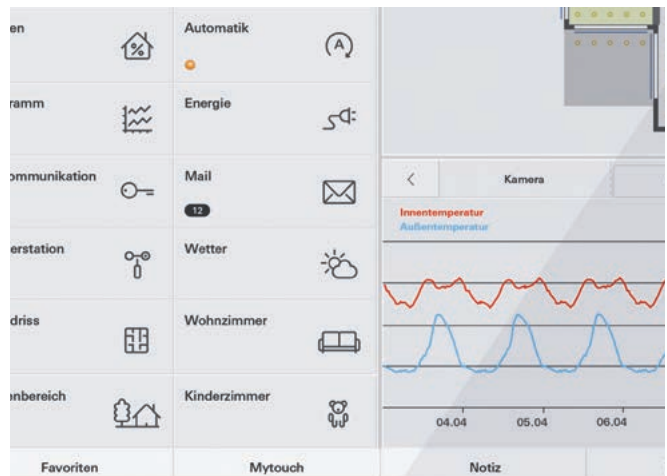 en
Automatik
A
%
ramm
Energie
ommunikation
Mail
12
Kamera
Innentemperatur
Außentemperatur
erstation
Wetter
driss
Wohnzimmer
nbereich
Kinderzimmer
04.04
05.04
06.04
Favoriten
Mytouch
Notiz